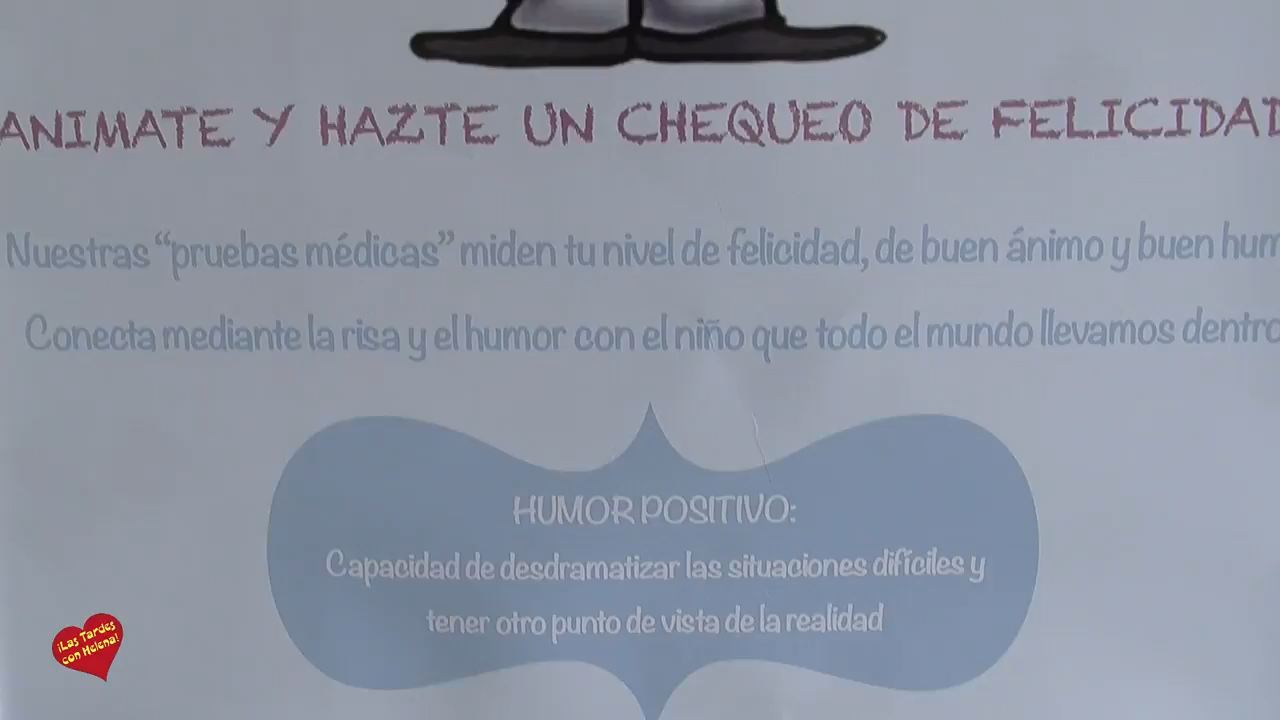 ANIMATE Y HAZTE UN CHEQUEO DE FELICIDAD
Nuestras “pruebas médicas” miden tu nivel de felicidad, de buen ánimo y buen hum
Conecta mediante la risa y el humor con el niño que todo el mundo llevamos dentro
HUMOR POSITIVO:
Capacidad de desdramatizar las situaciones difíciles y
tener otro punto de vista de la realidad
¡Las Tardes
con Helena!